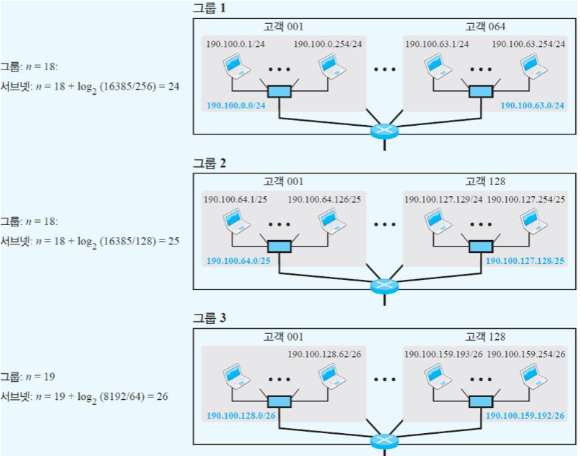 그룹 1
고객 001
고객 064
190.100.0.1/24
190.100.0.254/24
190.100.63.1/24
190.100.63.254/24
그룹: n = 18:
서브넷: n = 18 + log2 (16385/256) = 24
190.100.0.0/24
190.100.63.0/24
그룹 2
고객 001
고객 128
190.100.64.1/25
190.100.64.126/25
190.100.127.129/24
190.100.127.254/25
그룹: n = 18:
서브넷: n = 18 + log2 (16385/128) = 25
190.100.64.0/25
190.100.127.128/25
그룹 3
고객 001
고객 128
190.100.128.62/26
190.100.159.193/26
190.100.159.254/26
그룹: n = 19
서브넷: n = 19 + log2 (8192/64) = 26
190.100.128.0/26
190.100.159.192/26